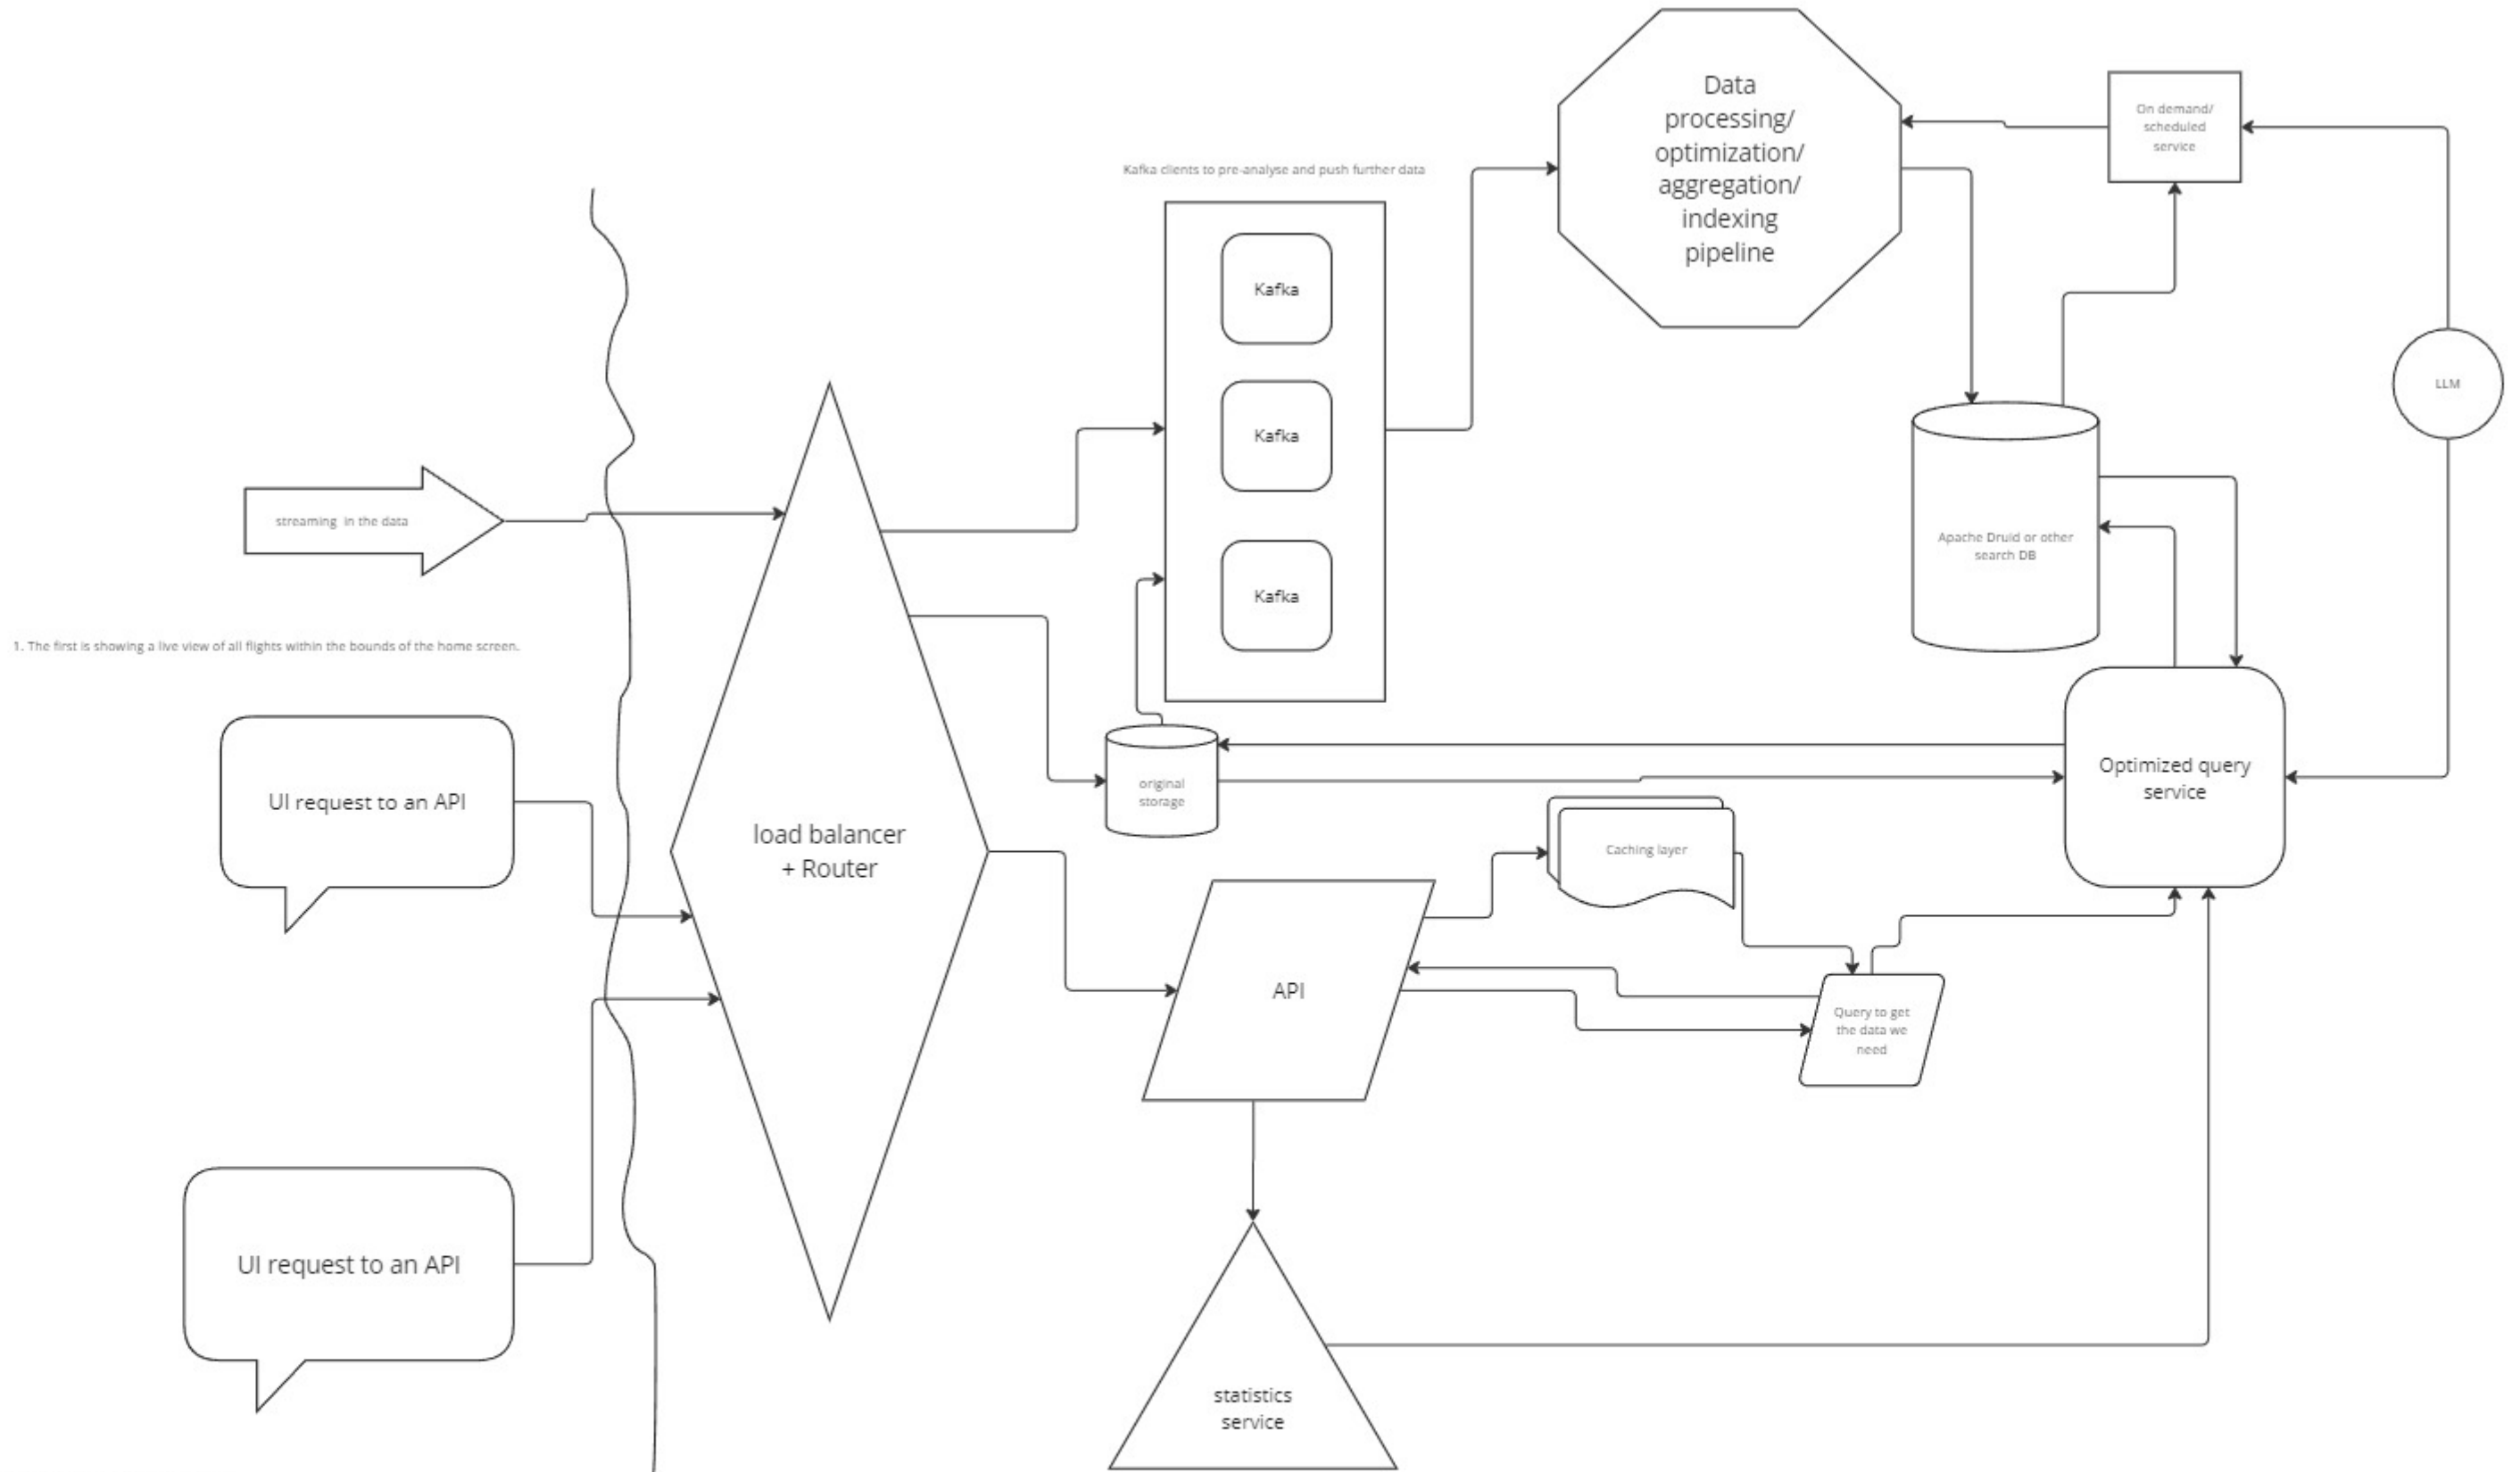 Data
processing/
optimization/
aggregation/
indexing
pipeline
On demand/
scheduled
service
Kafka clients to pre-analyse and push further data
Kafka
Kafka
Kafka
LLM
streaming in the data
Apache Druid or other
search DB
1. The first is showing a live view of all flights within the bounds of the home screen.
UI request to an API
load balancer
+ Router
original
storage
Optimized query
service
Caching layer
API
Query to get
the data we
need
UI request to an API
statistics
service